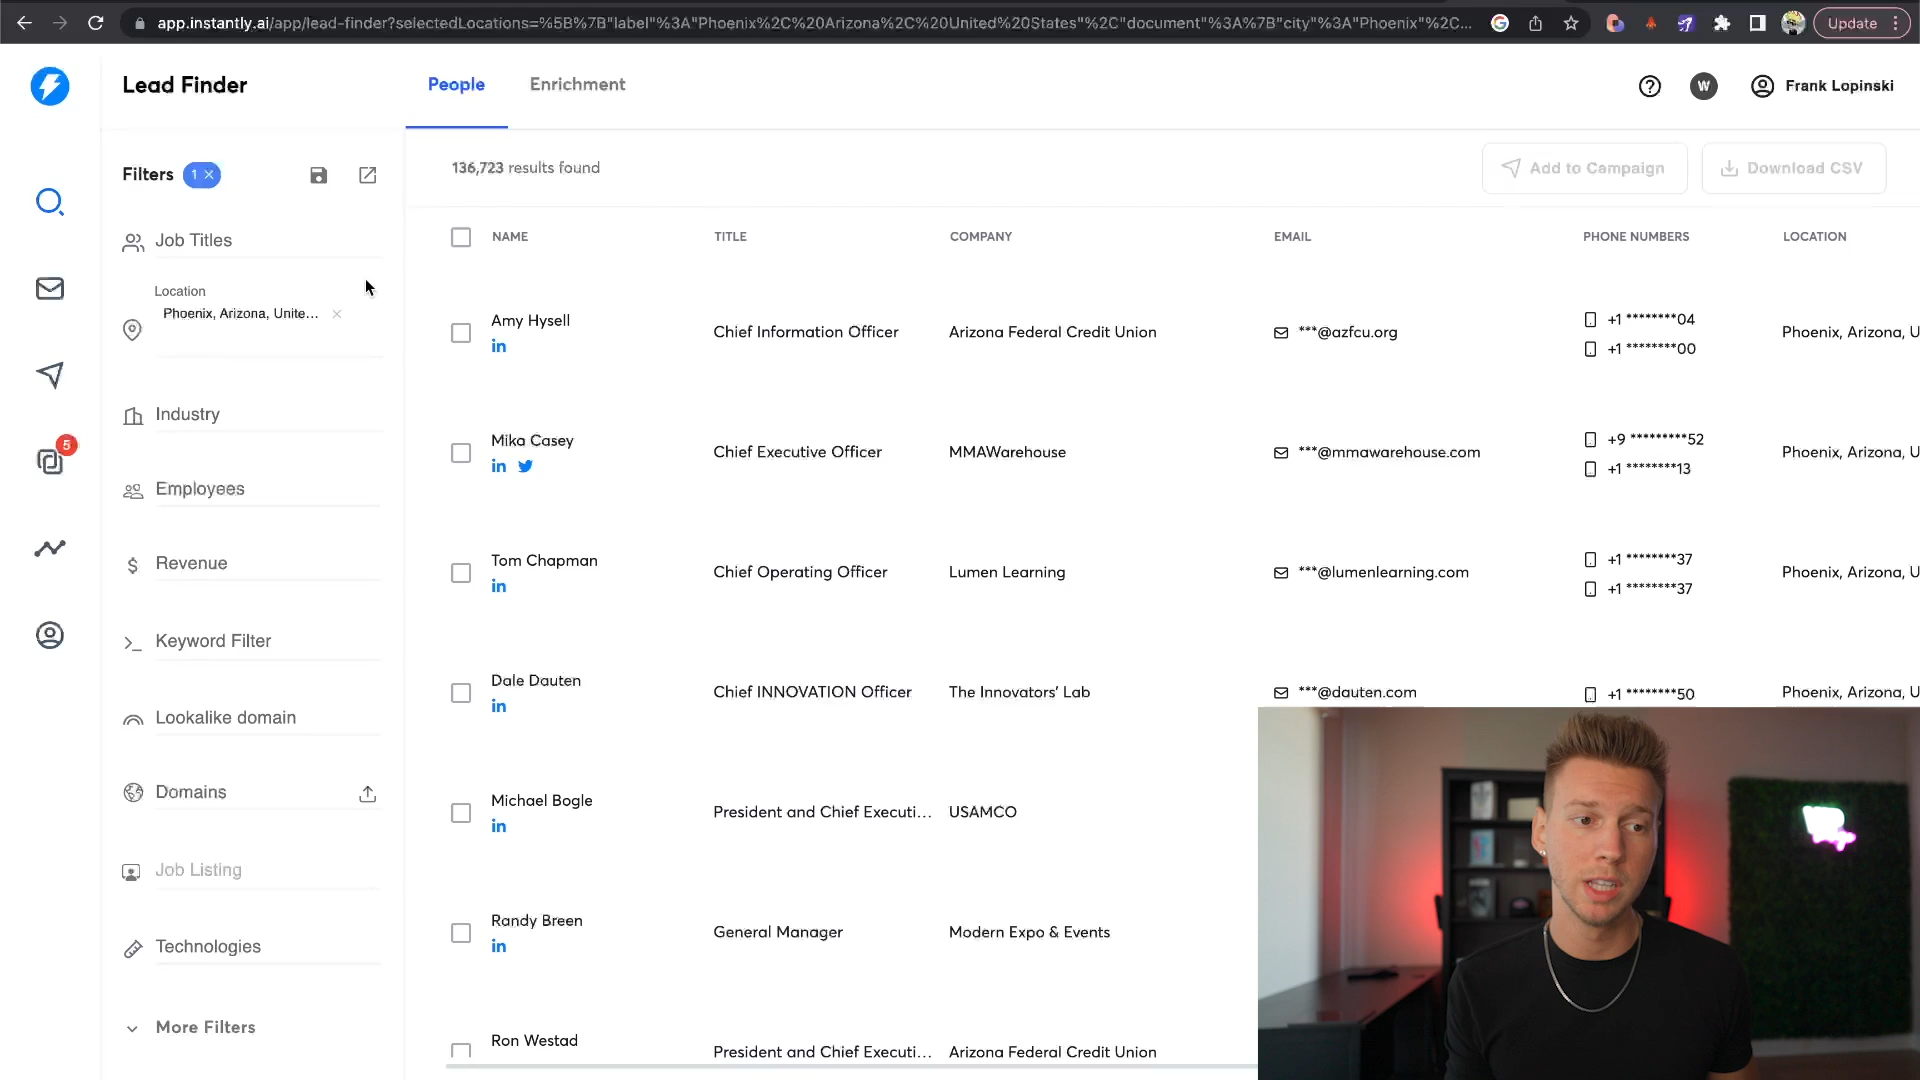 app.instantly.ai/app/lead-finder?selectedLocations=%5B%7B"label"%3A"Phoenix%2C%20Arizona%2C%20United%20States"%2C"document"%3A%7B"city"%3A"Phoenix"%2C...
Update
Lead Finder
People
Enrichment
W
Frank Lopinski
Filters
1 ×
136,723 results found
Add to Campaign
Download CSV
Job Titles
Location
Phoenix, Arizona, Unite... ×
Industry
Employees
Revenue
Keyword Filter
Lookalike domain
Domains
Job Listing
Technologies
More Filters
5
NAME TITLE COMPANY EMAIL PHONE NUMBERS LOCATION
Amy Hysell
in
Chief Information Officer
Arizona Federal Credit Union
***@azfcu.org
+1 ********04
+1 ********00
Phoenix, Arizona, U
Mika Casey
in
Chief Executive Officer
MMAWarehouse
***@mmawarehouse.com
+9 *********52
+1 ********13
Phoenix, Arizona, U
Tom Chapman
in
Chief Operating Officer
Lumen Learning
***@lumenlearning.com
+1 ********37
+1 ********37
Phoenix, Arizona, U
Dale Dauten
in
Chief INNOVATION Officer
The Innovators' Lab
***@dauten.com
+1 ********50
Phoenix, Arizona, U
Michael Bogle
in
President and Chief Executi...
USAMCO
Randy Breen
in
General Manager
Modern Expo & Events
Ron Westad
President and Chief Executi...
Arizona Federal Credit Union